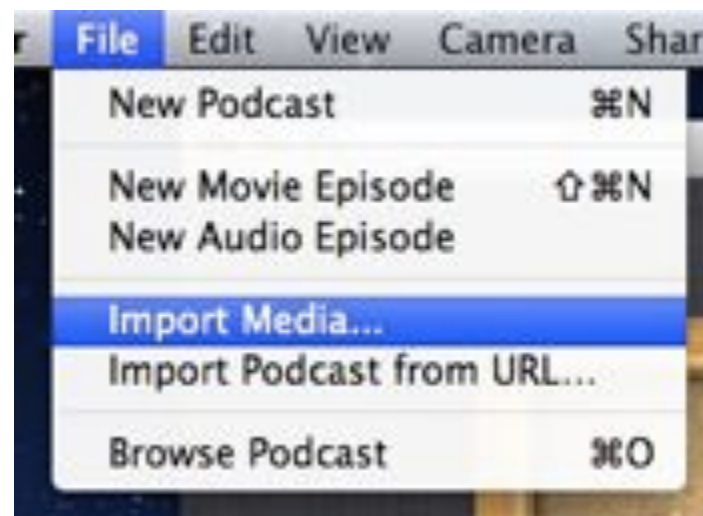 r File Edit View Camera Shar
New Podcast ⌘N
New Movie Episode ⇧⌘N
New Audio Episode
Import Media...
Import Podcast from URL...
Browse Podcast ⌘O